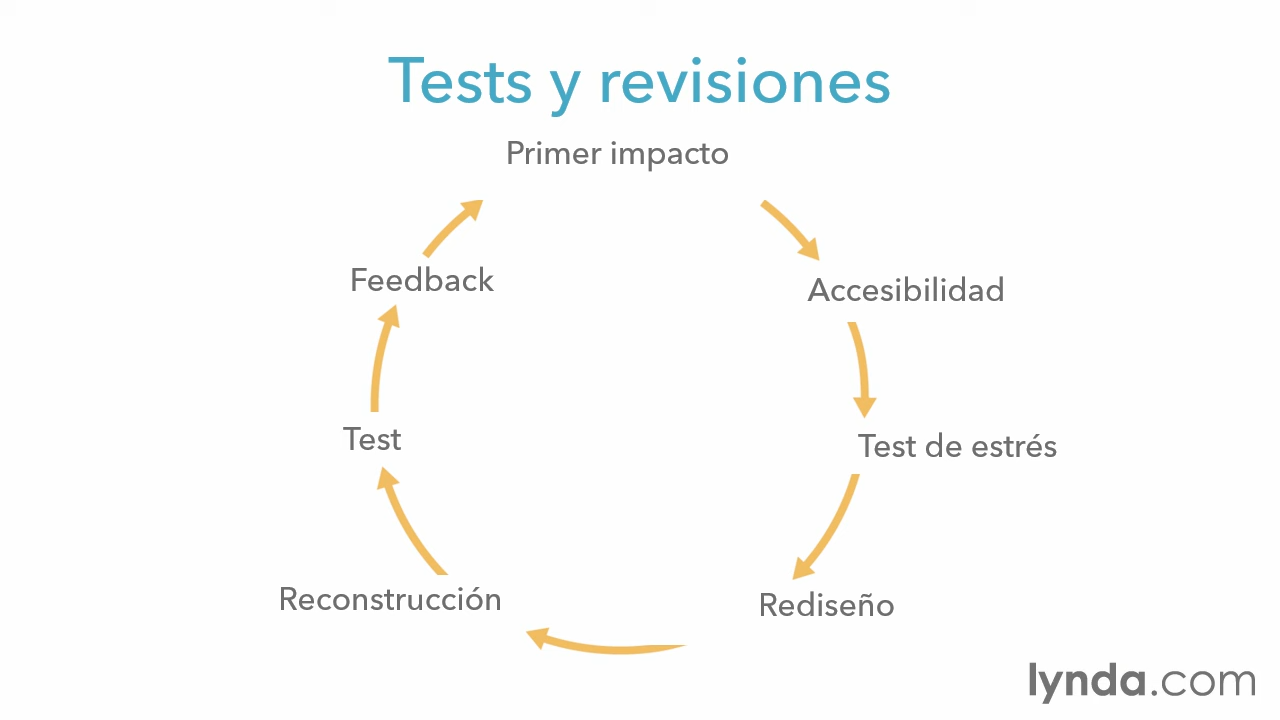 Tests y revisiones
Primer impacto
Accesibilidad
Test de estrés
Rediseño
Reconstrucción
Test
Feedback
lynda.com